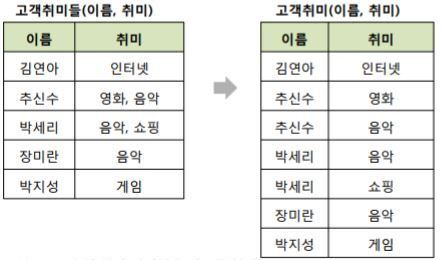 고객취미들(이름, 취미)
이름 취미
김연아 인터넷
추신수 영화, 음악
박세리 음악, 쇼핑
장미란 음악
박지성 게임
고객취미(이름, 취미)
이름 취미
김연아 인터넷
추신수 영화
추신수 음악
박세리 음악
박세리 쇼핑
장미란 음악
박지성 게임